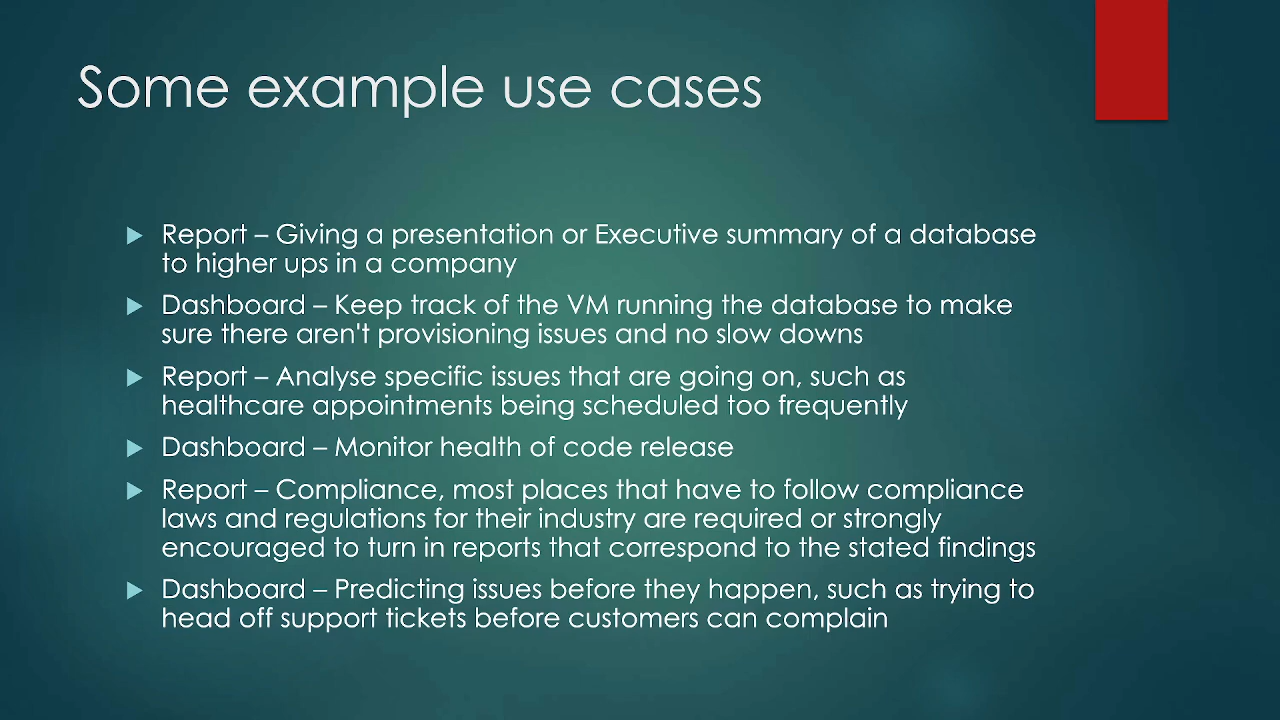 Some example use cases
Report – Giving a presentation or Executive summary of a database
to higher ups in a company
Dashboard – Keep track of the VM running the database to make
sure there aren't provisioning issues and no slow downs
Report – Analyse specific issues that are going on, such as
healthcare appointments being scheduled too frequently
Dashboard – Monitor health of code release
Report – Compliance, most places that have to follow compliance
laws and regulations for their industry are required or strongly
encouraged to turn in reports that correspond to the stated findings
Dashboard – Predicting issues before they happen, such as trying to
head off support tickets before customers can complain